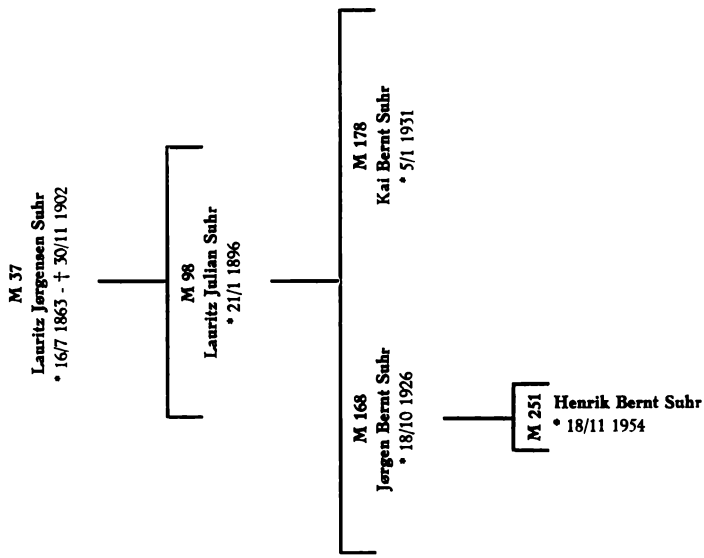 M 37
Lauritz Jørgensen Suhr
* 16/7 1863 - † 30/11 1902
M 98
Lauritz Julian Suhr
* 21/1 1896
M 178
Kai Bernt Suhr
* 5/1 1931
M 168
Jørgen Bernt Suhr
* 18/10 1926
M 251
Henrik Bernt Suhr
* 18/11 1954